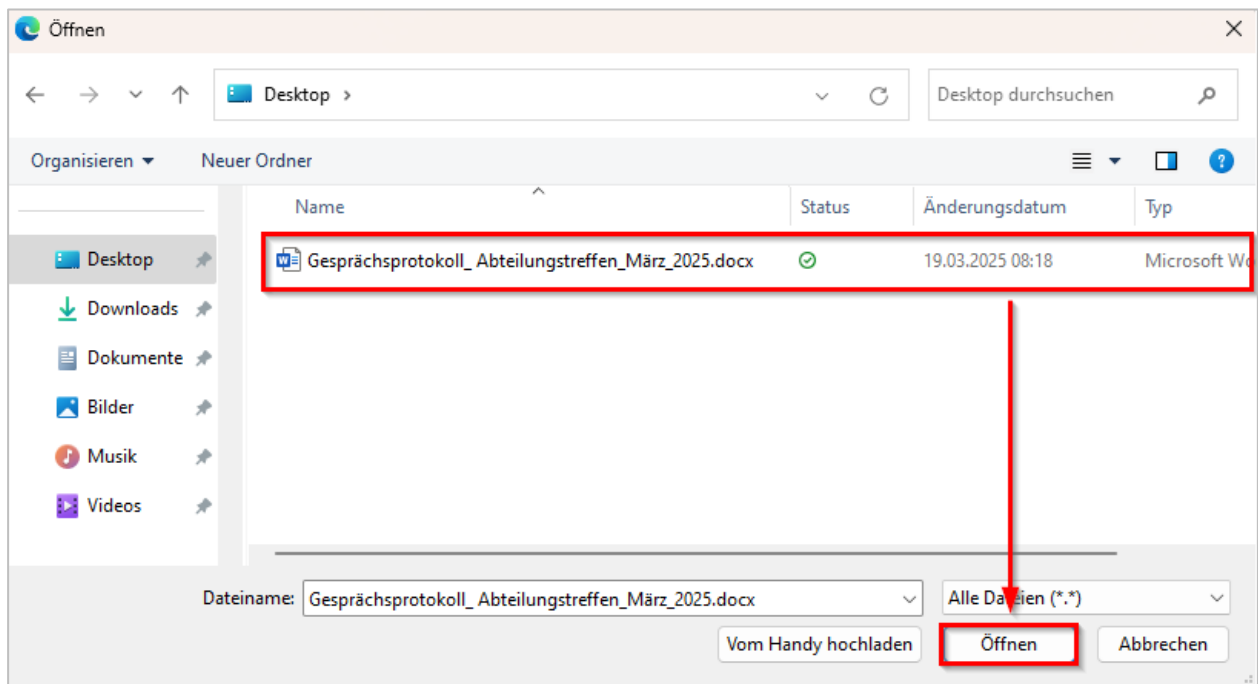 Öffnen
Desktop
Desktop durchsuchen
Organisieren Neuer Ordner
Name Status Änderungsdatum Typ
Desktop
Gesprächsprotokoll_ Abteilungstreffen_März_2025.docx 19.03.2025 08:18 Microsoft Wo
Downloads
Dokumente
Bilder
Musik
Videos
Dateiname: Gesprächsprotokoll_ Abteilungstreffen_März_2025.docx Alle Dateien (*.*)
Vom Handy hochladen Öffnen Abbrechen